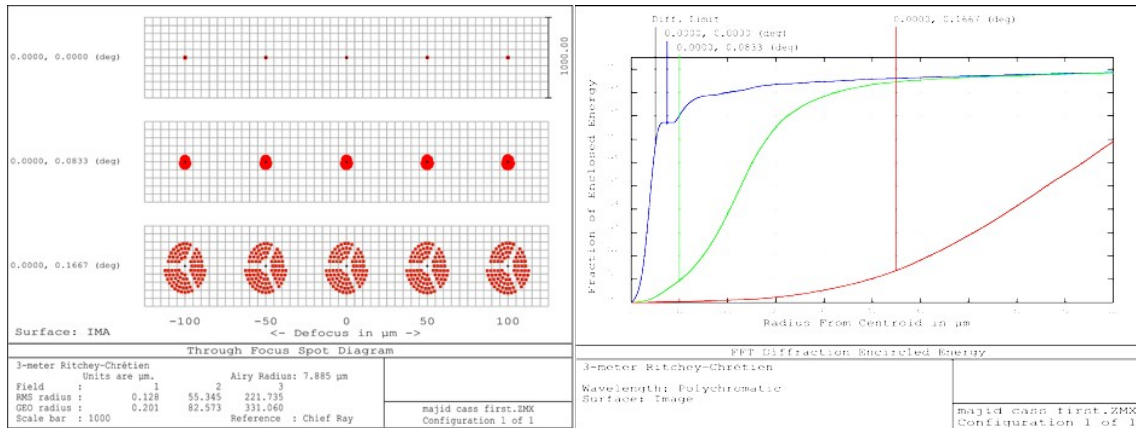 0.0000, 0.0000 (deg)
1000.00
0.0000, 0.0833 (deg)
0.0000, 0.1667 (deg)
-100 -50 0 50 100
Surface: IMA
<- Defocus in µm ->
Through Focus Spot Diagram
3-meter Ritchey-Chrétien
Units are µm. Airy Radius: 7.885 µm
Field : 1 2 3
RMS radius : 0.128 55.345 221.735
GEO radius : 0.201 82.573 331.060
Scale bar : 1000 Reference : Chief Ray
majid cass first.ZMX
Configuration 1 of 1
Diff. Limit
0.0000, 0.0000 (deg)
0.0000, 0.0833 (deg)
0.0000, 0.1667 (deg)
Fraction of Enclosed Energy
Radius From Centroid in µm
FFT Diffraction Encircled Energy
3-meter Ritchey-Chrétien
Wavelength: Polychromatic
Surface: Image
majid cass first.ZMX
Configuration 1 of 1